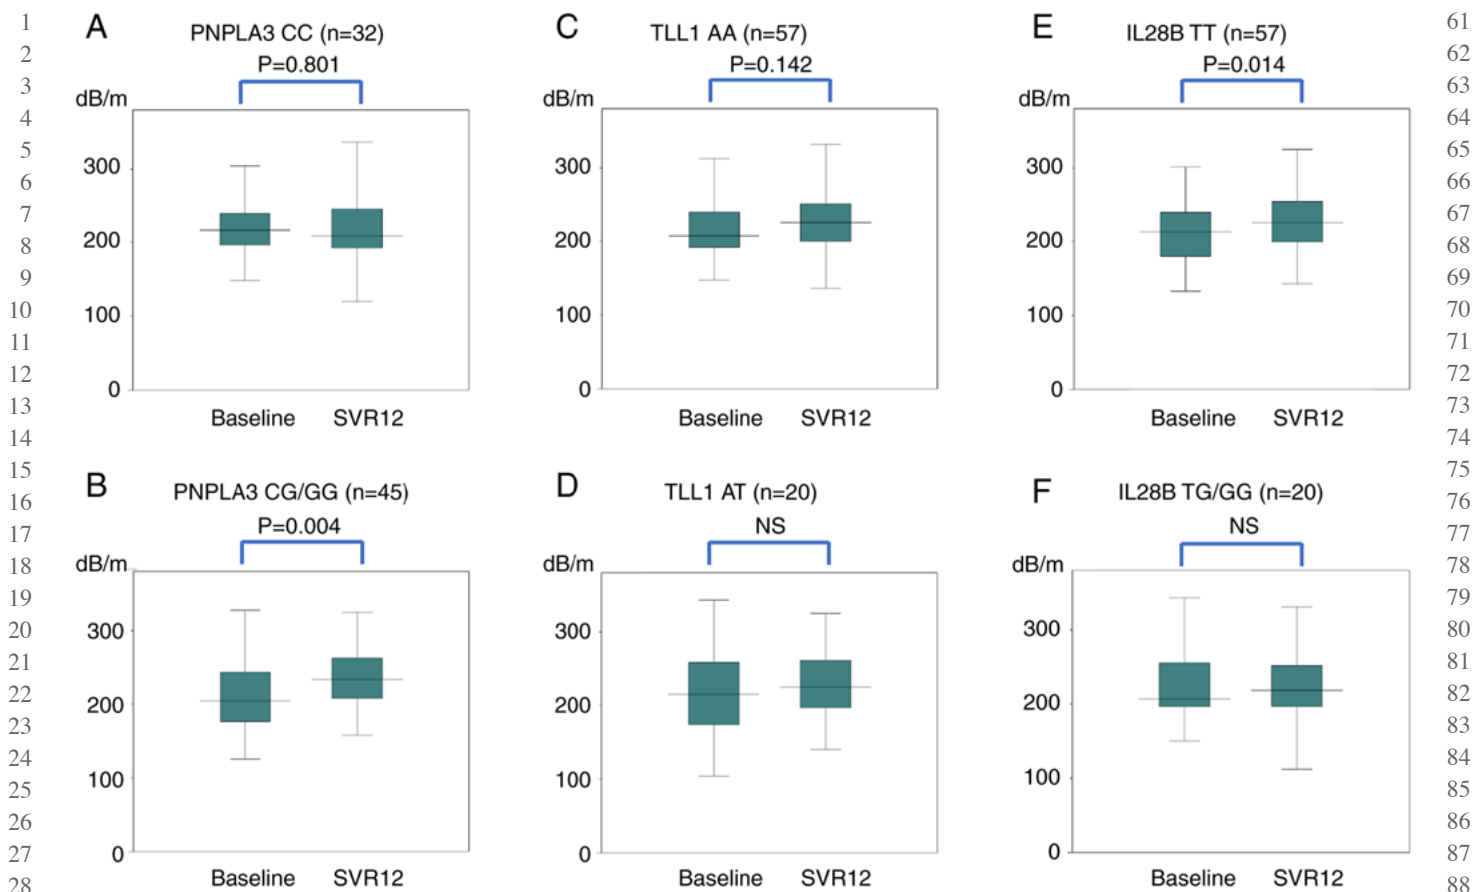 1
2
3
4
5
6
7
8
9
10
11
12
13
14
15
16
17
18
19
20
21
22
23
24
25
26
27
28
A
PNPLA3 CC (n=32)
P=0.801
dB/m
300
200
100
0
Baseline SVR12
B
PNPLA3 CG/GG (n=45)
P=0.004
dB/m
300
200
100
0
Baseline SVR12
C
TLL1 AA (n=57)
P=0.142
dB/m
300
200
100
0
Baseline SVR12
D
TLL1 AT (n=20)
NS
dB/m
300
200
100
0
Baseline SVR12
E
IL28B TT (n=57)
P=0.014
dB/m
300
200
100
0
Baseline SVR12
F
IL28B TG/GG (n=20)
NS
dB/m
300
200
100
0
Baseline SVR12
61
62
63
64
65
66
67
68
69
70
71
72
73
74
75
76
77
78
79
80
81
82
83
84
85
86
87
88